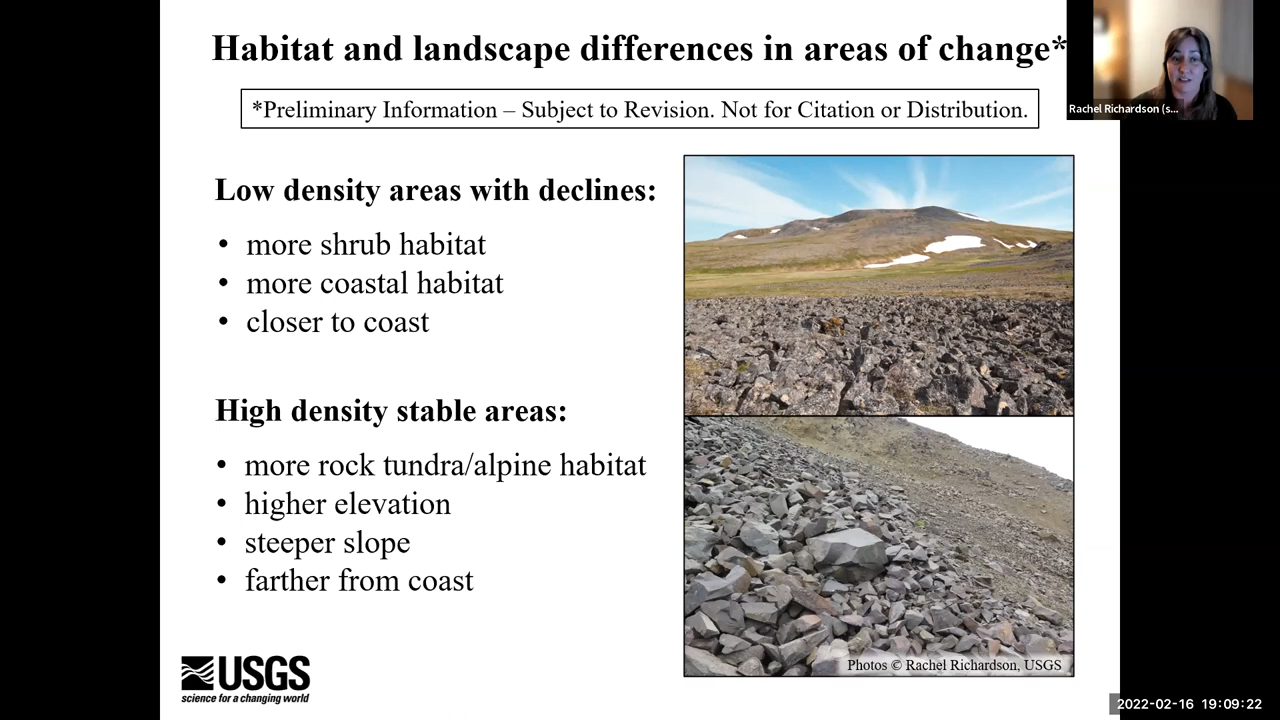 Habitat and landscape differences in areas of change*
*Preliminary Information – Subject to Revision. Not for Citation or Distribution.
Rachel Richardson (s...
Low density areas with declines:
• more shrub habitat
• more coastal habitat
• closer to coast
High density stable areas:
• more rock tundra/alpine habitat
• higher elevation
• steeper slope
• farther from coast
Photos © Rachel Richardson, USGS
USGS
science for a changing world
2022-02-16 19:09:22